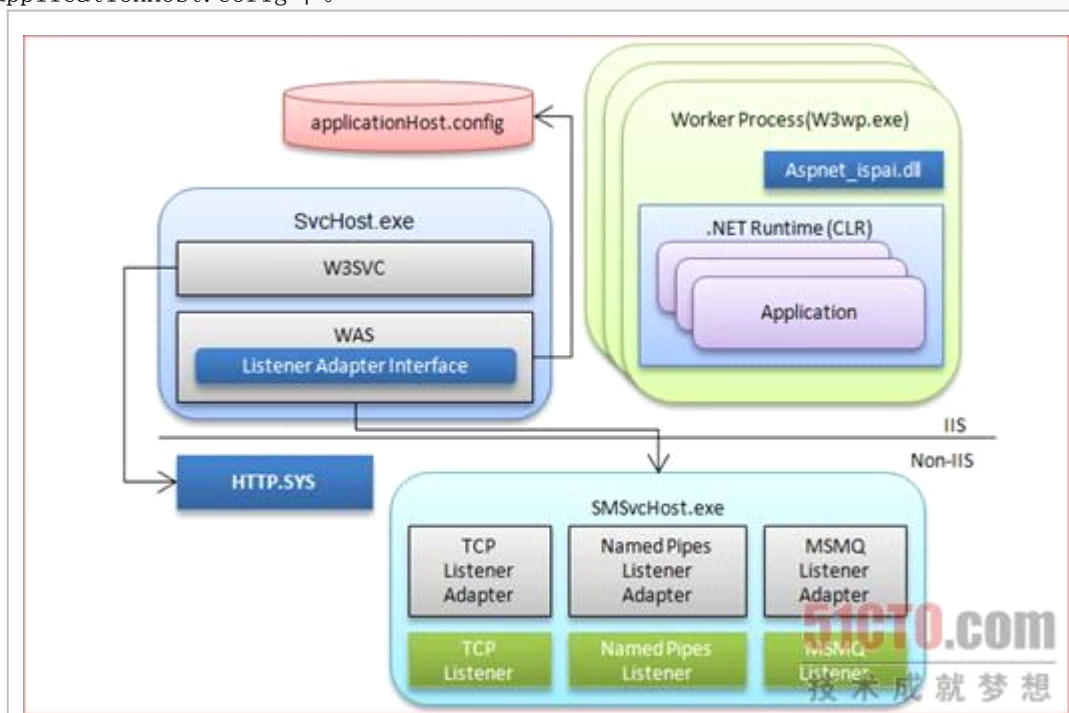 applicationHost.config
Worker Process(W3wp.exe)
Aspnet_ispai.dll
.NET Runtime (CLR)
Application
SvcHost.exe
W3SVC
WAS
Listener Adapter Interface
IIS
Non-IIS
HTTP.SYS
SMSvcHost.exe
TCP
Listener
Adapter
Named Pipes
Listener
Adapter
MSMQ
Listener
Adapter
TCP
Listener
Named Pipes
Listener
MSMQ
Listener
51CTO.com
技术成就梦想